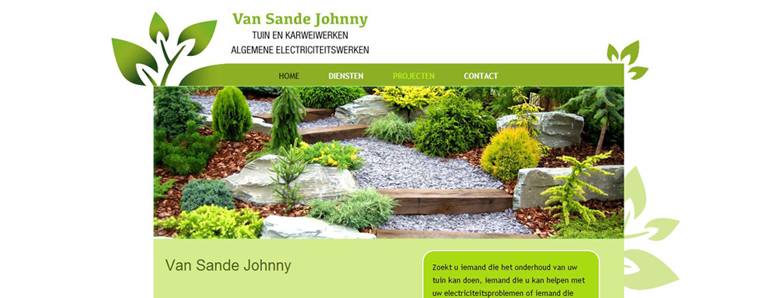 Van Sande Johnny
TUIN EN KARWEIWERKEN
ALGEMENE ELECTRICITEITSWERKEN
HOME DIENSTEN PROJECTEN CONTACT
Van Sande Johnny
Zoekt u iemand die het onderhoud van uw
tuin kan doen, iemand die u kan helpen met
uw electriciteitsproblemen of iemand die